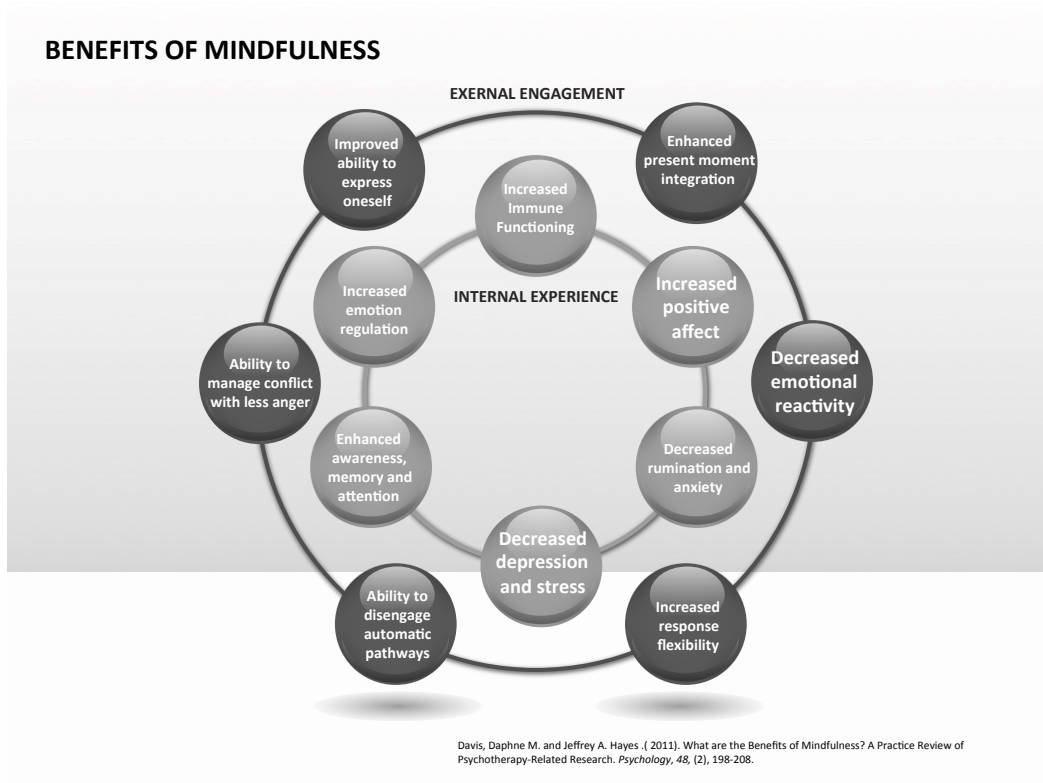 BENEFITS OF MINDFULNESS
EXERNAL ENGAGEMENT
Improved
ability to
express
oneself
Enhanced
present moment
integration
Increased
Immune
Functioning
Increased
emotion
regulation
INTERNAL EXPERIENCE
Increased
positive
affect
Ability to
manage conflict
with less anger
Decreased
emotional
reactivity
Enhanced
awareness,
memory and
attention
Decreased
rumination and
anxiety
Decreased
depression
and stress
Ability to
disengage
automatic
pathways
Increased
response
flexibility
Davis, Daphne M. and Jeffrey A. Hayes .( 2011). What are the Benefits of Mindfulness? A Practice Review of
Psychotherapy-Related Research. Psychology, 48, (2), 198-208.